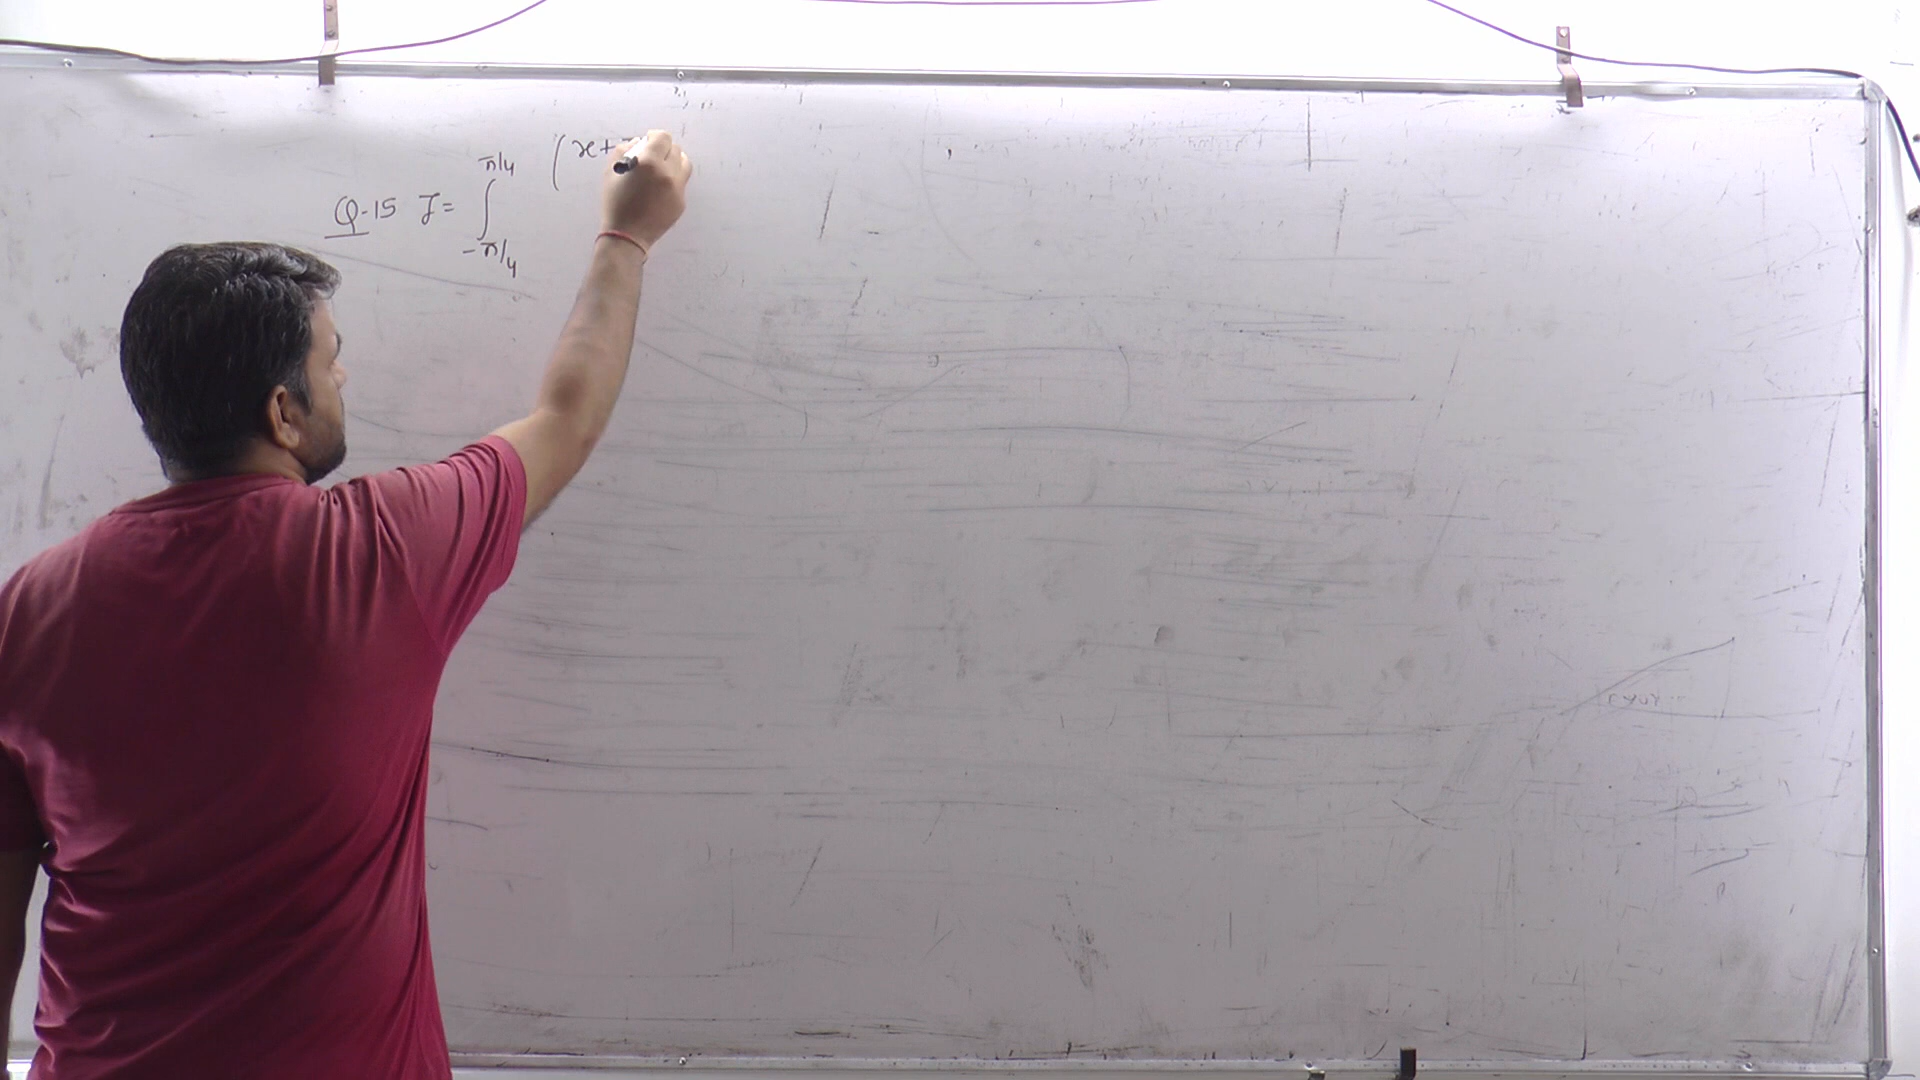 Q-15 I = ∫_{-π/4}^{π/4} (x+